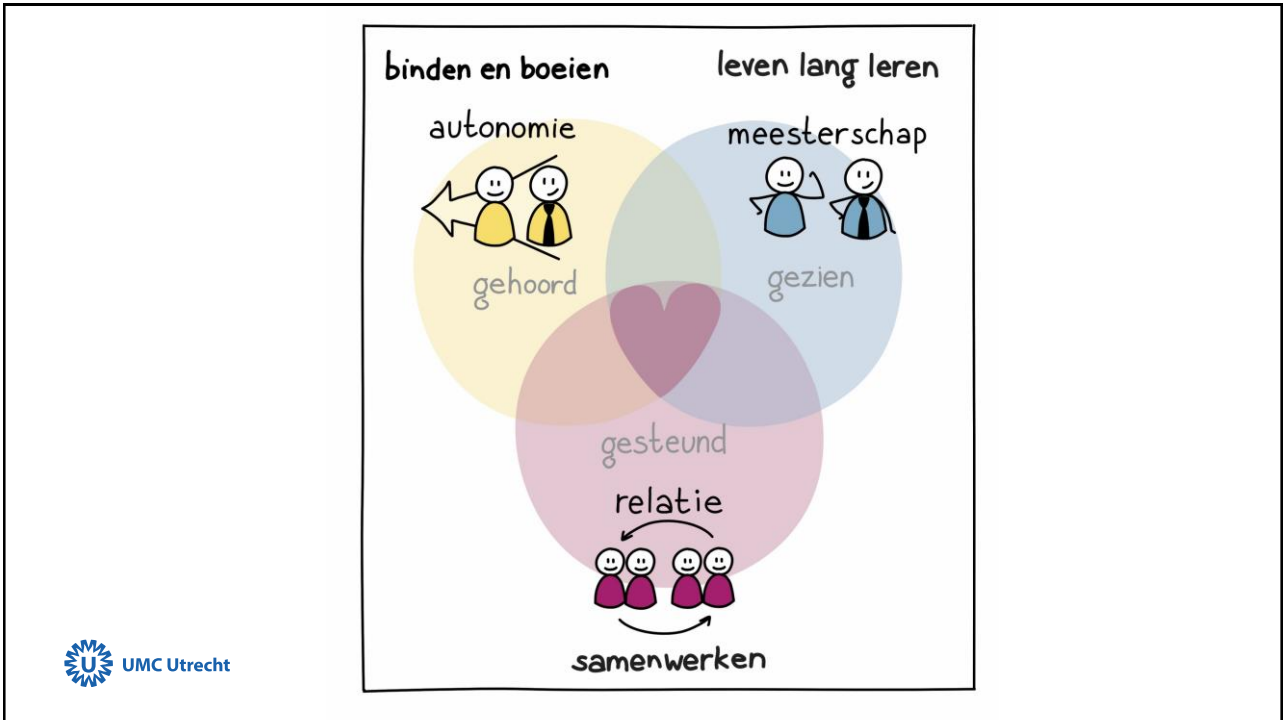 binden en boeien
leven lang leren
autonomie
meesterschap
gehoord
gezien
gesteund
relatie
samenwerken
U UMC Utrecht